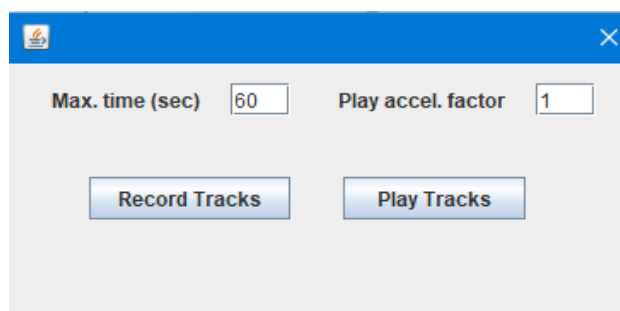 Max. time (sec) 60 Play accel. factor 1
Record Tracks Play Tracks